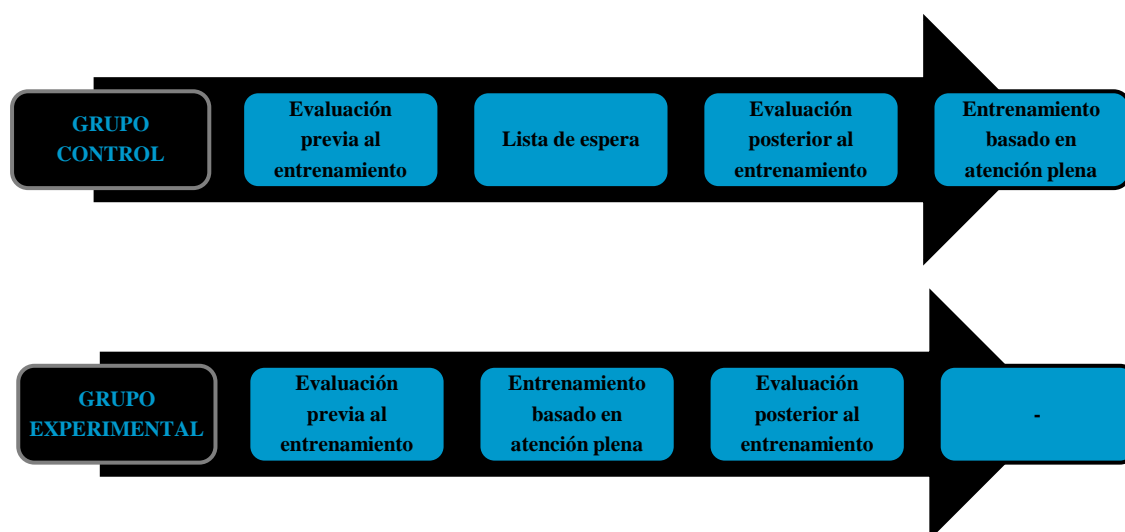 GRUPO
CONTROL
Evaluación
previa al
entrenamiento
Lista de espera
Evaluación
posterior al
entrenamiento
Entrenamiento
basado en
atención plena
GRUPO
EXPERIMENTAL
Evaluación
previa al
entrenamiento
Entrenamiento
basado en
atención plena
Evaluación
posterior al
entrenamiento
-